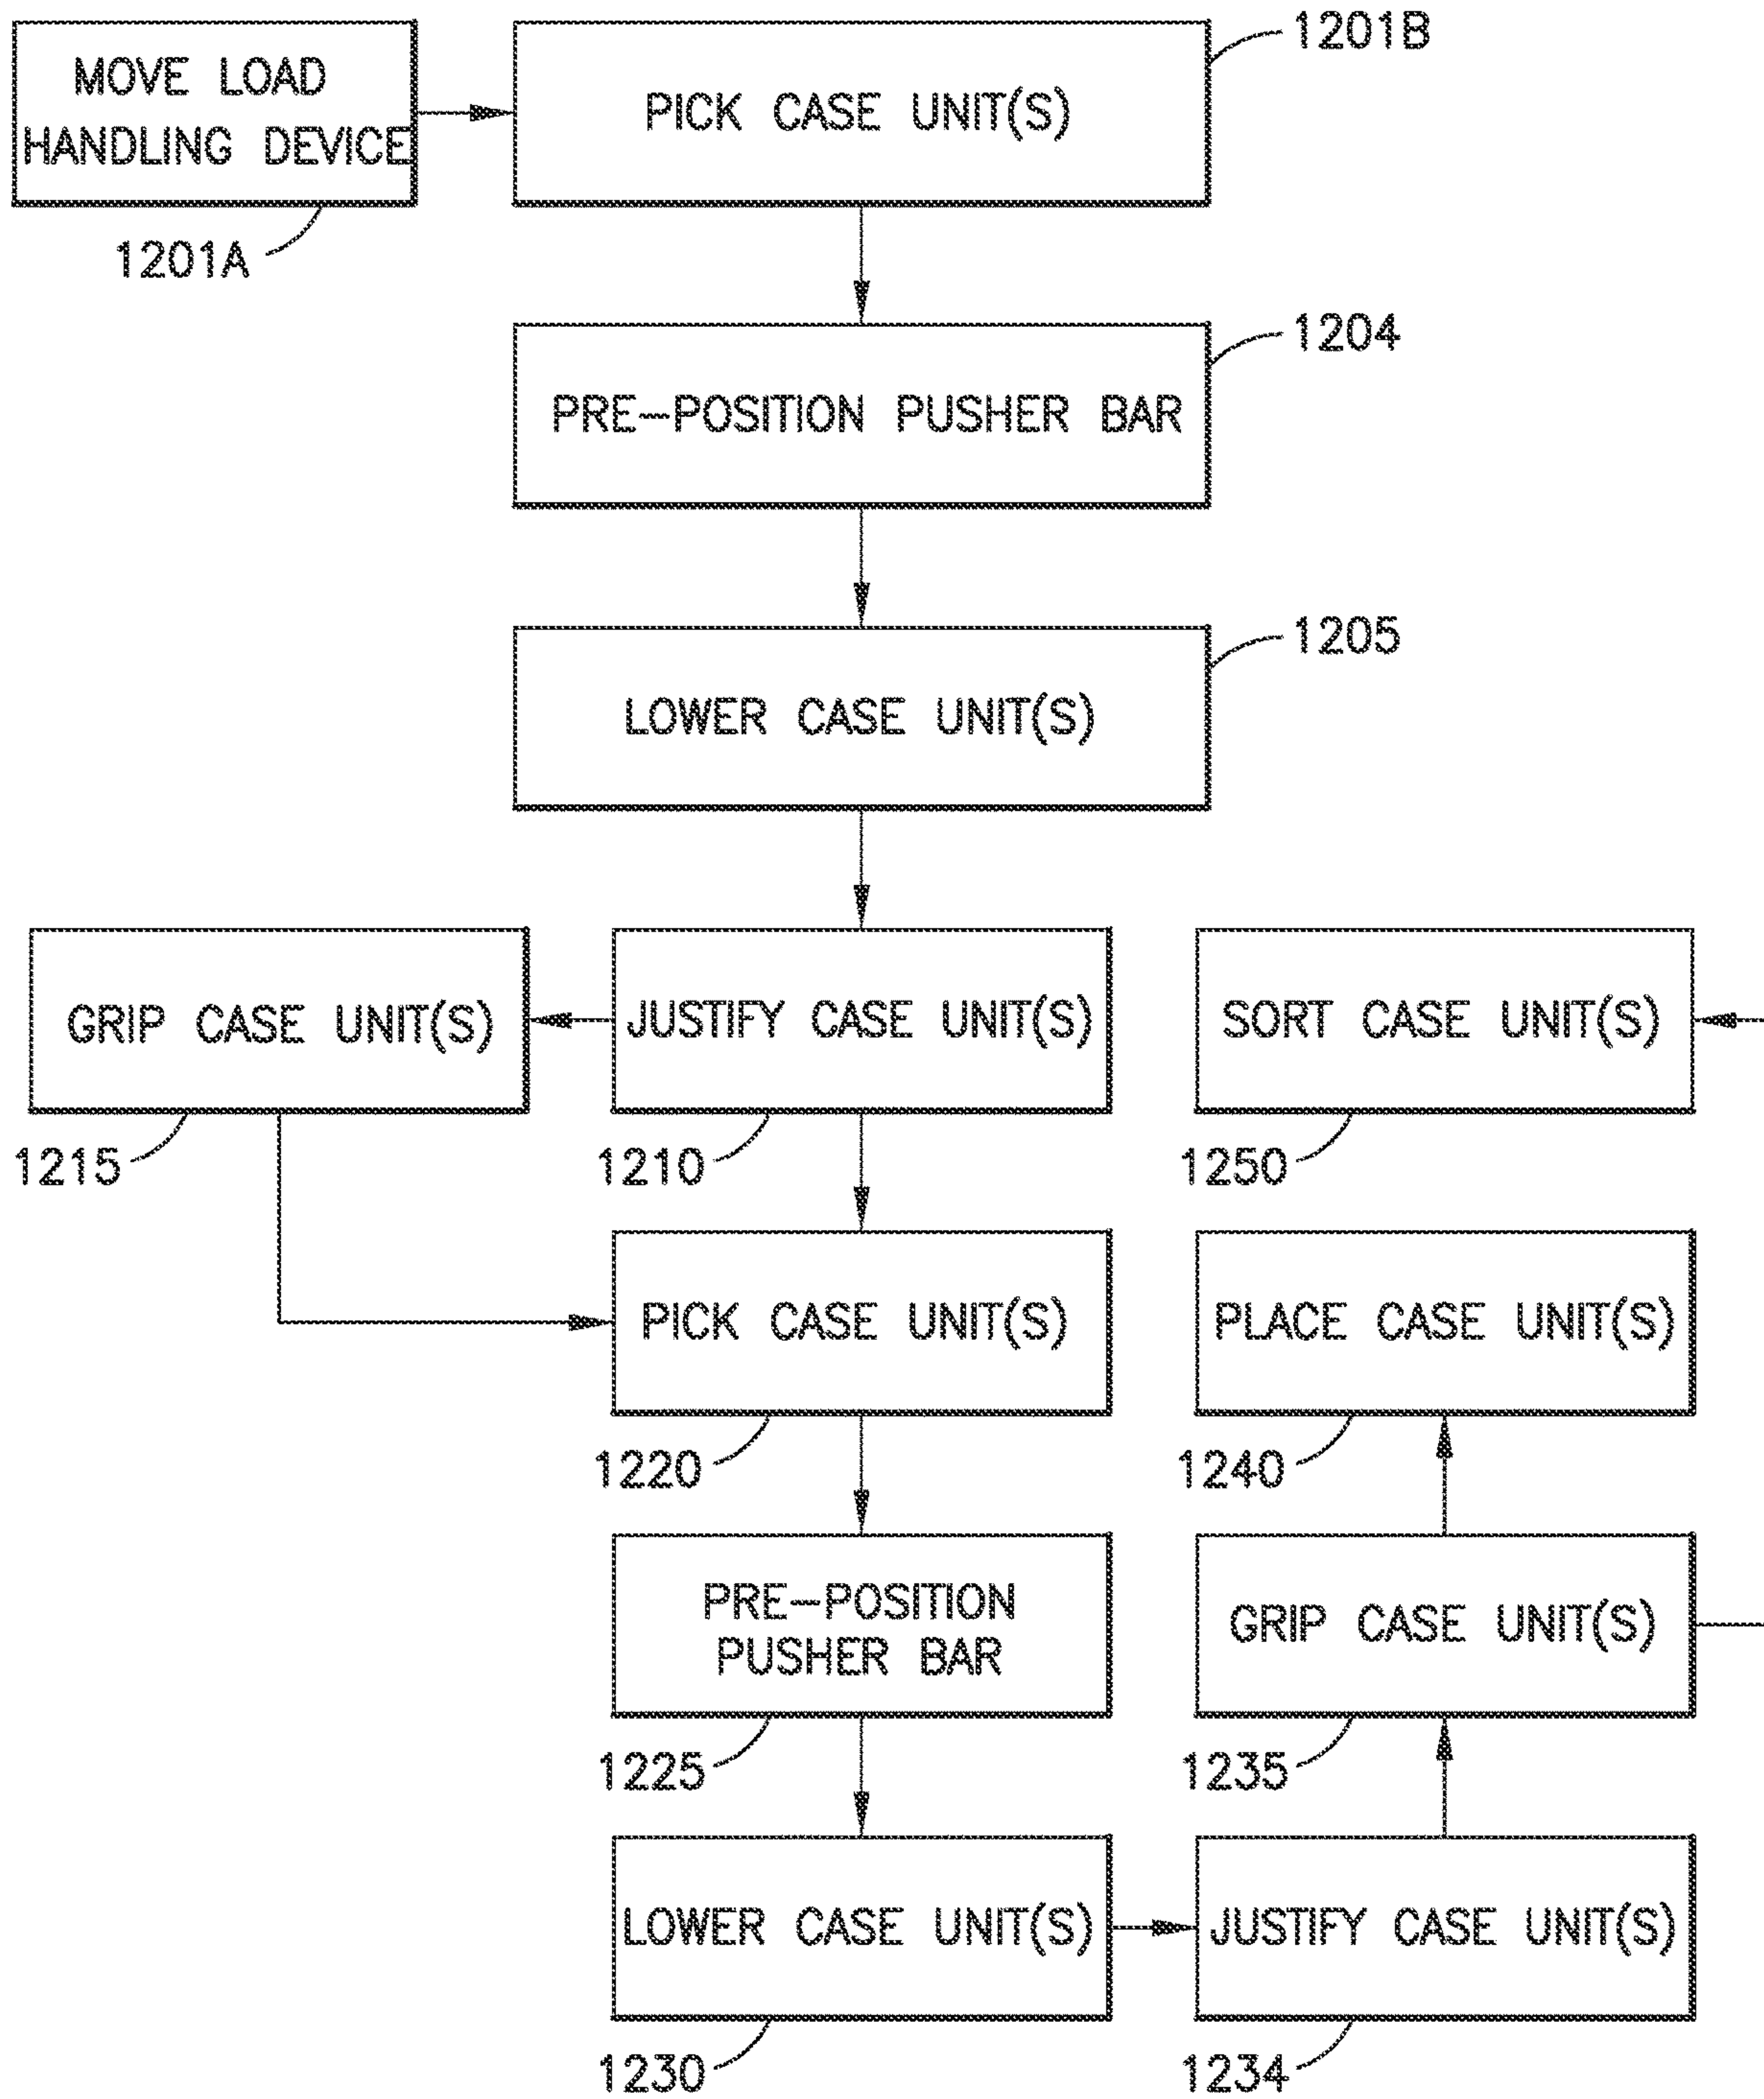 MOVE LOAD
HANDLING DEVICE
1201A
PICK CASE UNIT(S)
1201B
PRE-POSITION PUSHER BAR
1204
LOWER CASE UNIT(S)
1205
GRIP CASE UNIT(S)
1215
JUSTIFY CASE UNIT(S)
1210
SORT CASE UNIT(S)
1250
PICK CASE UNIT(S)
1220
PLACE CASE UNIT(S)
1240
PRE-POSITION
PUSHER BAR
1225
GRIP CASE UNIT(S)
1235
LOWER CASE UNIT(S)
1230
JUSTIFY CASE UNIT(S)
1234